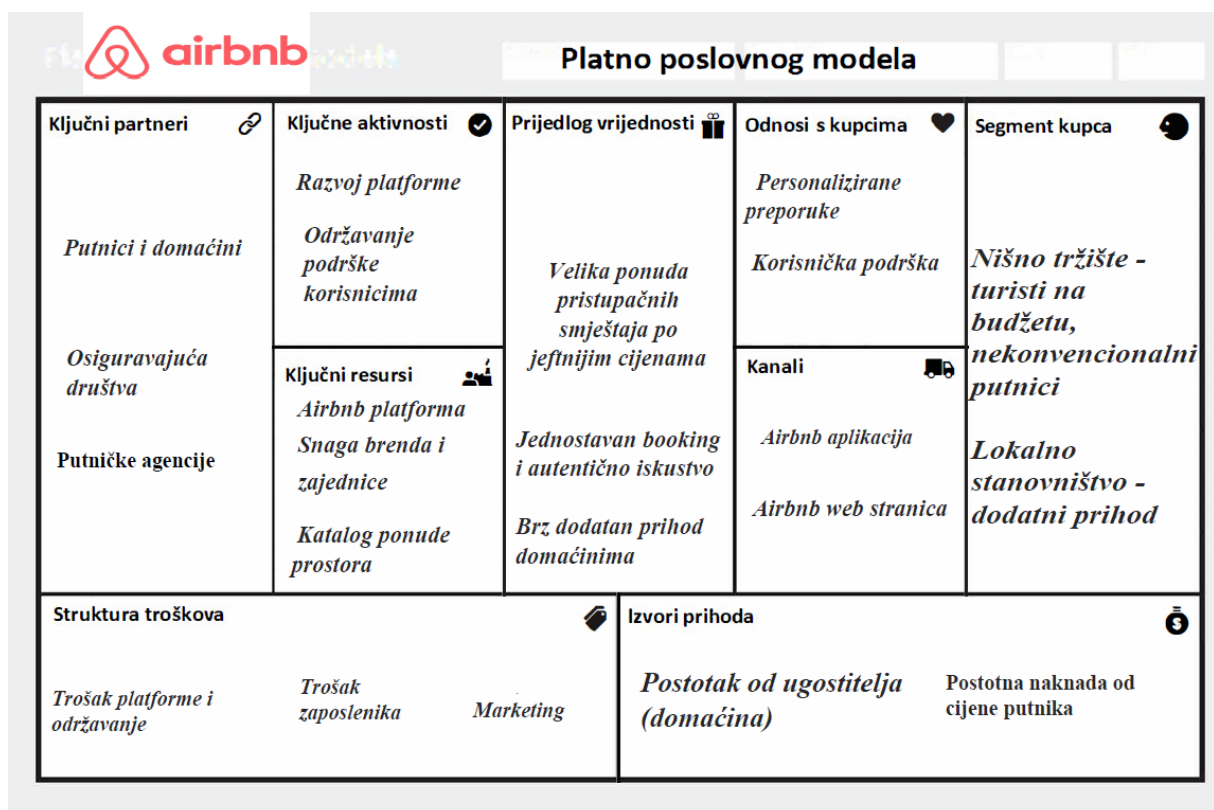 airbnb
Platno poslovnog modela
Ključni partneri
Putnici i domaćini
Osiguravajuća
društva
Putničke agencije
Ključne aktivnosti
Razvoj platforme
Održavanje
podrške
korisnicima
Ključni resursi
Airbnb platforma
Snaga brenda i
zajednice
Katalog ponude
prostora
Prijedlog vrijednosti
Velika ponuda
pristupačnih
smještaja po
jeftnijim cijenama
Jednostavan booking
i autentično iskustvo
Brz dodatan prihod
domaćinima
Odnosi s kupcima
Personalizirane
preporuke
Korisnička podrška
Kanali
Airbnb aplikacija
Airbnb web stranica
Segment kupca
Nišno tržište -
turisti na
budžetu,
nekonvencionalni
putnici
Lokalno
stanovništvo -
dodatni prihod
Struktura troškova
Trošak platforme i
održavanje
Trošak
zaposlenika
Marketing
Izvori prihoda
Postotak od ugostitelja
(domaćina)
Postotna naknada od
cijene putnika